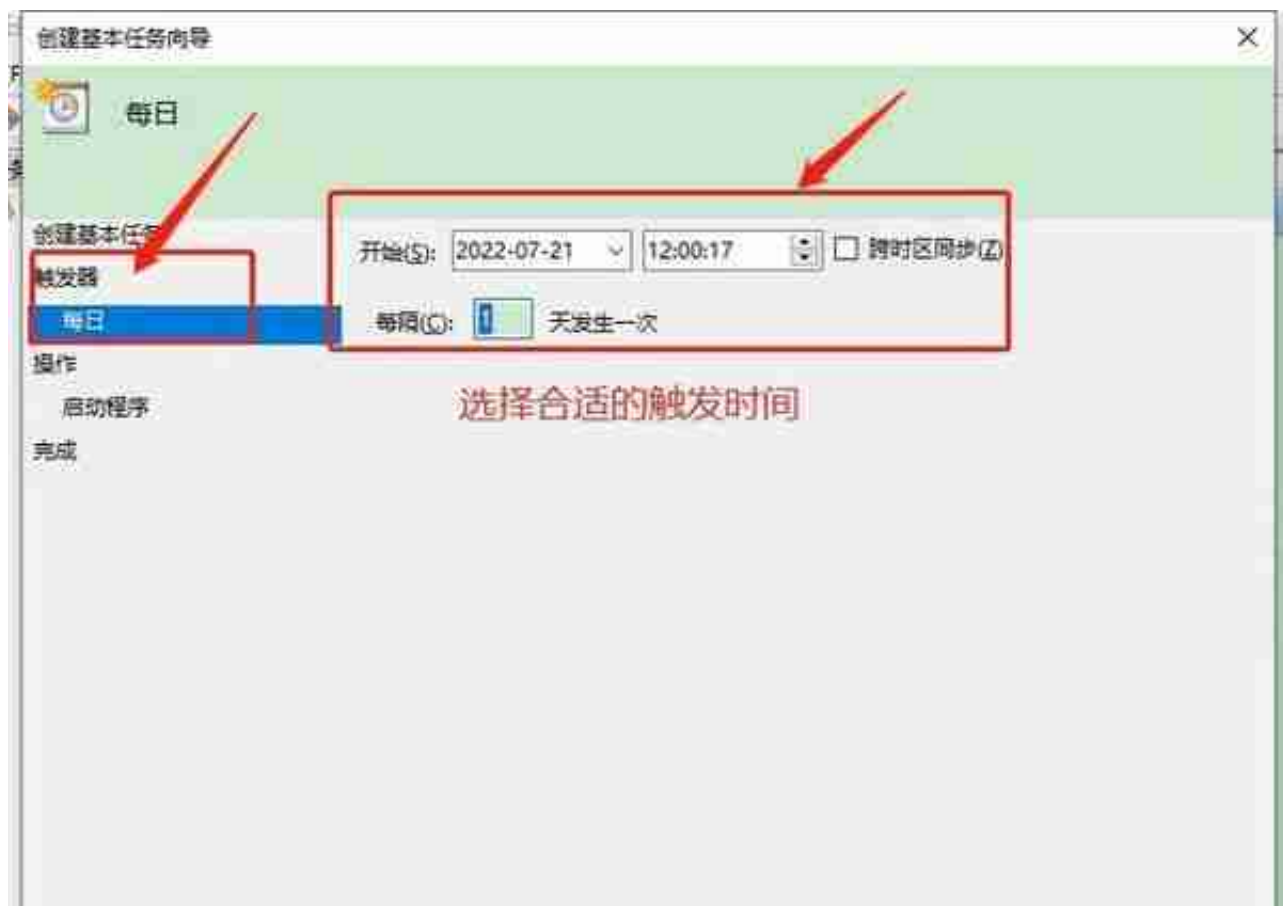 创建基本任务向导
每日
创建基本任务
触发器
每日
操作
启动程序
完成
开始(S): 2022-07-21 12:00:17 跨时区同步(Z)
每隔(C): 1 天发生一次
选择合适的触发时间